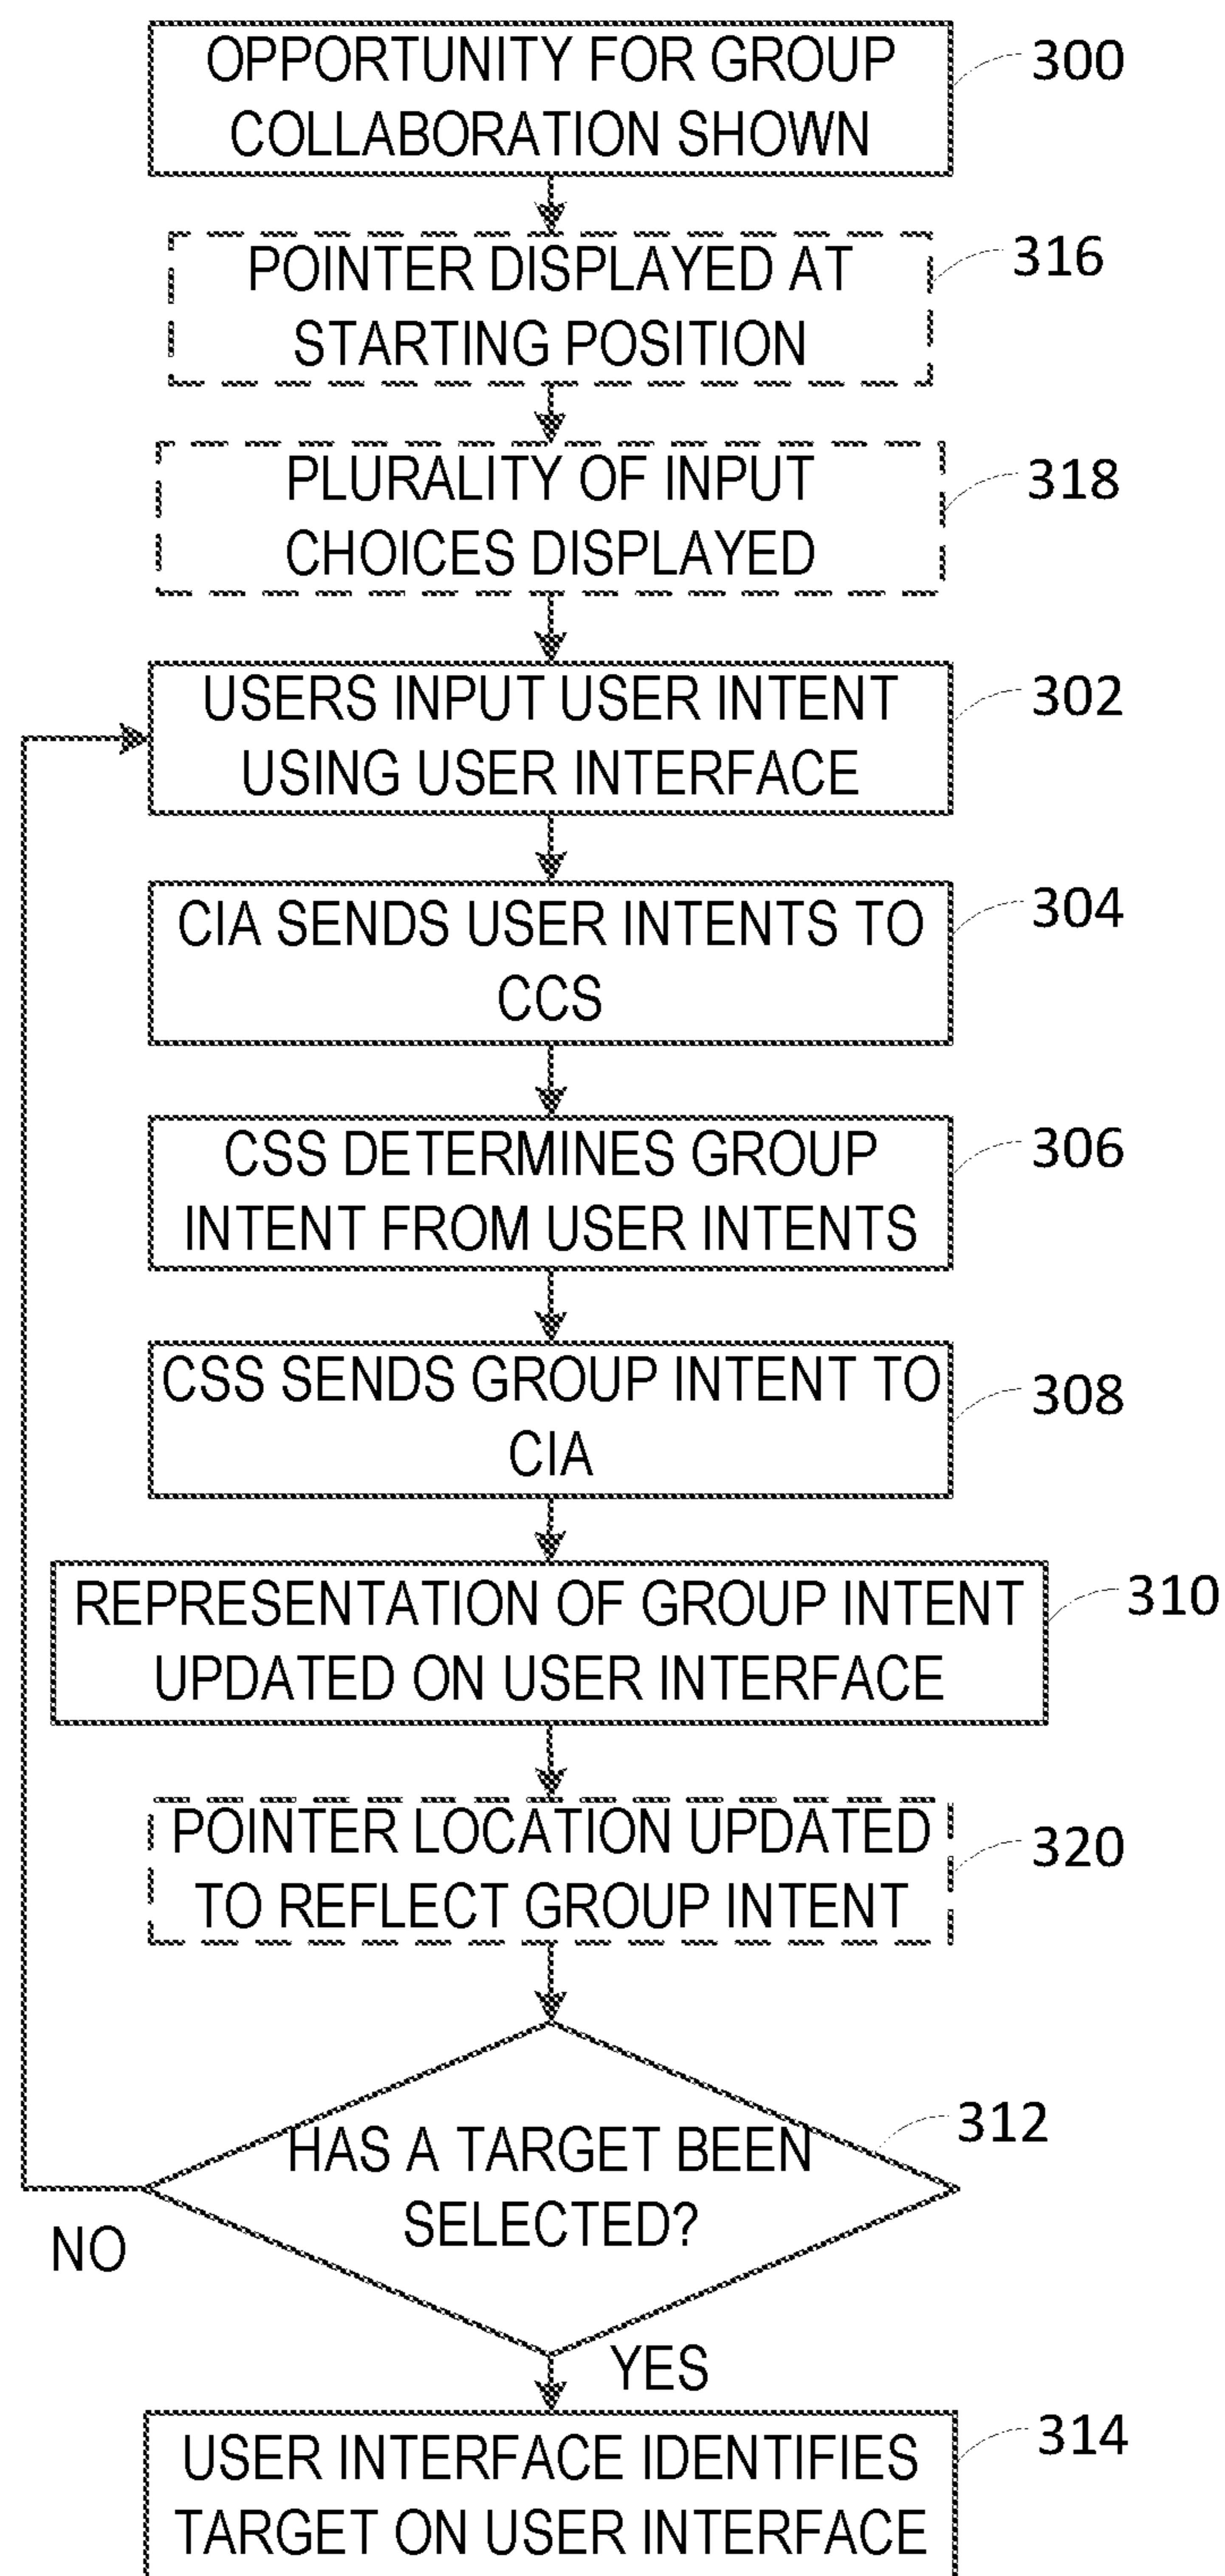 OPPORTUNITY FOR GROUP
COLLABORATION SHOWN
300
POINTER DISPLAYED AT
STARTING POSITION
316
PLURALITY OF INPUT
CHOICES DISPLAYED
318
USERS INPUT USER INTENT
USING USER INTERFACE
302
CIA SENDS USER INTENTS TO
CCS
304
CSS DETERMINES GROUP
INTENT FROM USER INTENTS
306
CSS SENDS GROUP INTENT TO
CIA
308
REPRESENTATION OF GROUP INTENT
UPDATED ON USER INTERFACE
310
POINTER LOCATION UPDATED
TO REFLECT GROUP INTENT
320
HAS A TARGET BEEN
SELECTED?
312
NO
YES
USER INTERFACE IDENTIFIES
TARGET ON USER INTERFACE
314